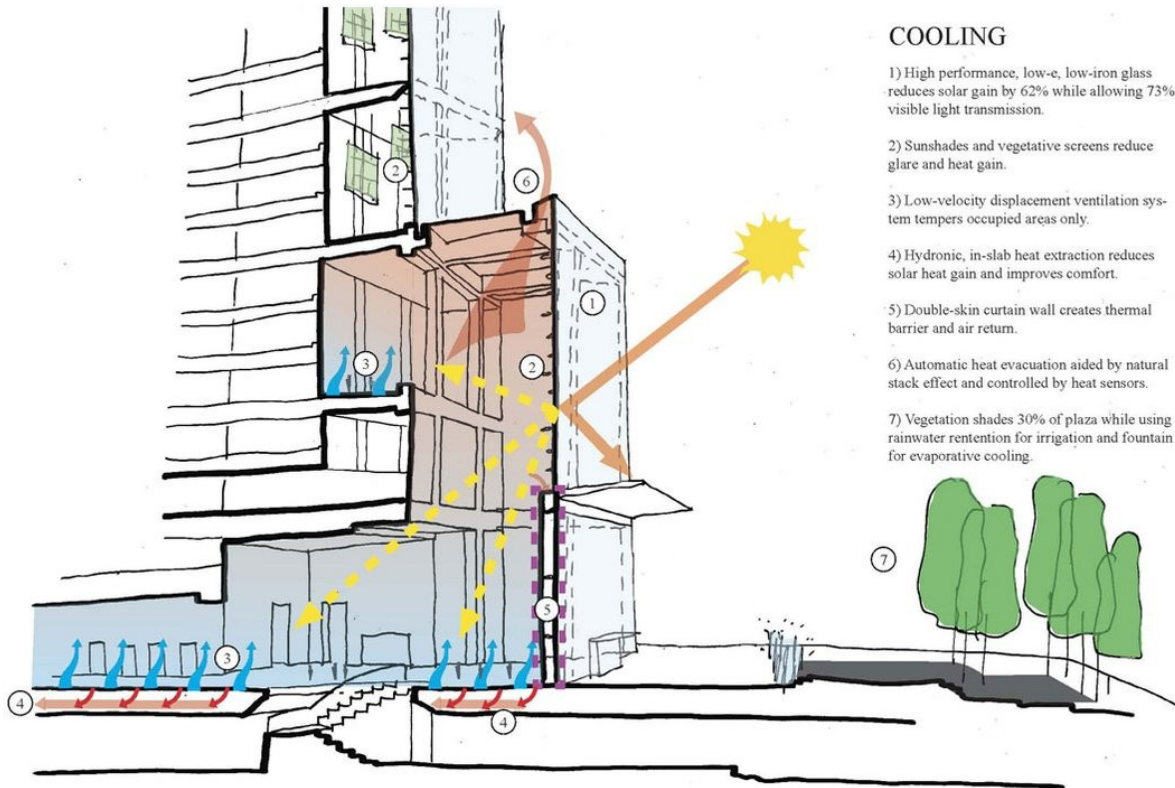 COOLING
1) High performance, low-e, low-iron glass
reduces solar gain by 62% while allowing 73%
visible light transmission.
2) Sunshades and vegetative screens reduce
glare and heat gain.
3) Low-velocity displacement ventilation sys-
tem tempers occupied areas only.
4) Hydronic, in-slab heat extraction reduces
solar heat gain and improves comfort.
5) Double-skin curtain wall creates thermal
barrier and air return.
6) Automatic heat evacuation aided by natural
stack effect and controlled by heat sensors.
7) Vegetation shades 30% of plaza while using
rainwater rentention for irrigation and fountain
for evaporative cooling.
2
6
1
3
2
7
5
3
4
4